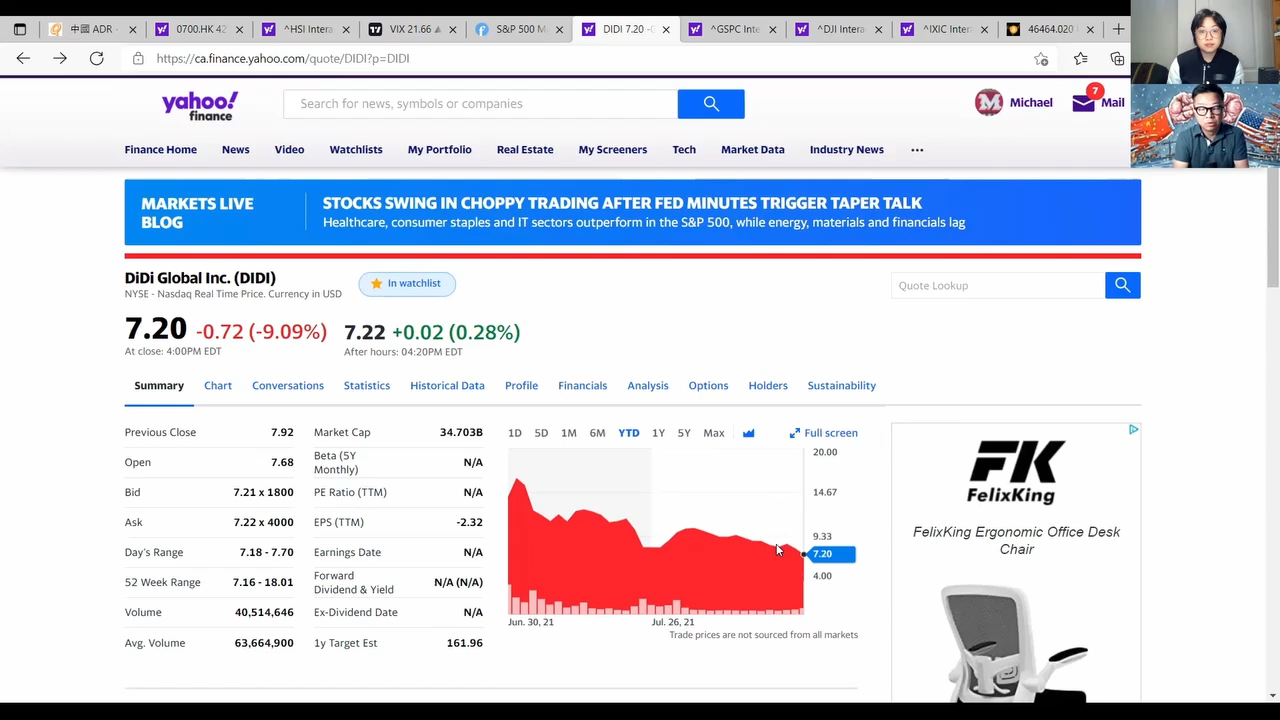 中國 ADR -
0700.HK 42
^HSI Intera
VIX 21.66 ▲
S&P 500 M
DIDI 7.20 -0
^GSPC Inte
^DJI Intera
^IXIC Inter
46464.020
https://ca.finance.yahoo.com/quote/DIDI?p=DIDI
yahoo!
finance
Search for news, symbols or companies
Michael
7
Mail
Finance Home News Video Watchlists My Portfolio Real Estate My Screeners Tech Market Data Industry News ...
MARKETS LIVE
BLOG
STOCKS SWING IN CHOPPY TRADING AFTER FED MINUTES TRIGGER TAPER TALK
Healthcare, consumer staples and IT sectors outperform in the S&P 500, while energy, materials and financials lag
DiDi Global Inc. (DIDI)
NYSE - Nasdaq Real Time Price. Currency in USD
In watchlist
Quote Lookup
7.20 -0.72 (-9.09%)
At close: 4:00PM EDT
7.22 +0.02 (0.28%)
After hours: 04:20PM EDT
Summary Chart Conversations Statistics Historical Data Profile Financials Analysis Options Holders Sustainability
Previous Close 7.92
Open 7.68
Bid 7.21 x 1800
Ask 7.22 x 4000
Day's Range 7.18 - 7.70
52 Week Range 7.16 - 18.01
Volume 40,514,646
Avg. Volume 63,664,900
Market Cap 34.703B
Beta (5Y
Monthly) N/A
PE Ratio (TTM) N/A
EPS (TTM) -2.32
Earnings Date N/A
Forward
Dividend & Yield N/A (N/A)
Ex-Dividend Date N/A
1y Target Est 161.96
1D 5D 1M 6M YTD 1Y 5Y Max Full screen
20.00
14.67
9.33
7.20
4.00
Jun. 30, 21 Jul. 26, 21
Trade prices are not sourced from all markets
FK
FelixKing
FelixKing Ergonomic Office Desk
Chair